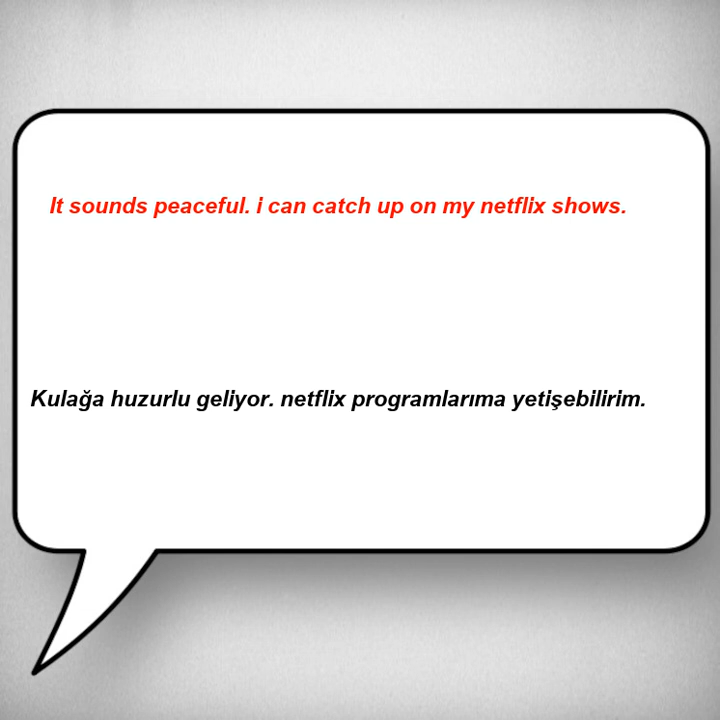 It sounds peaceful. i can catch up on my netflix shows.
Kulağa huzurlu geliyor. netflix programlarıma yetişebilirim.